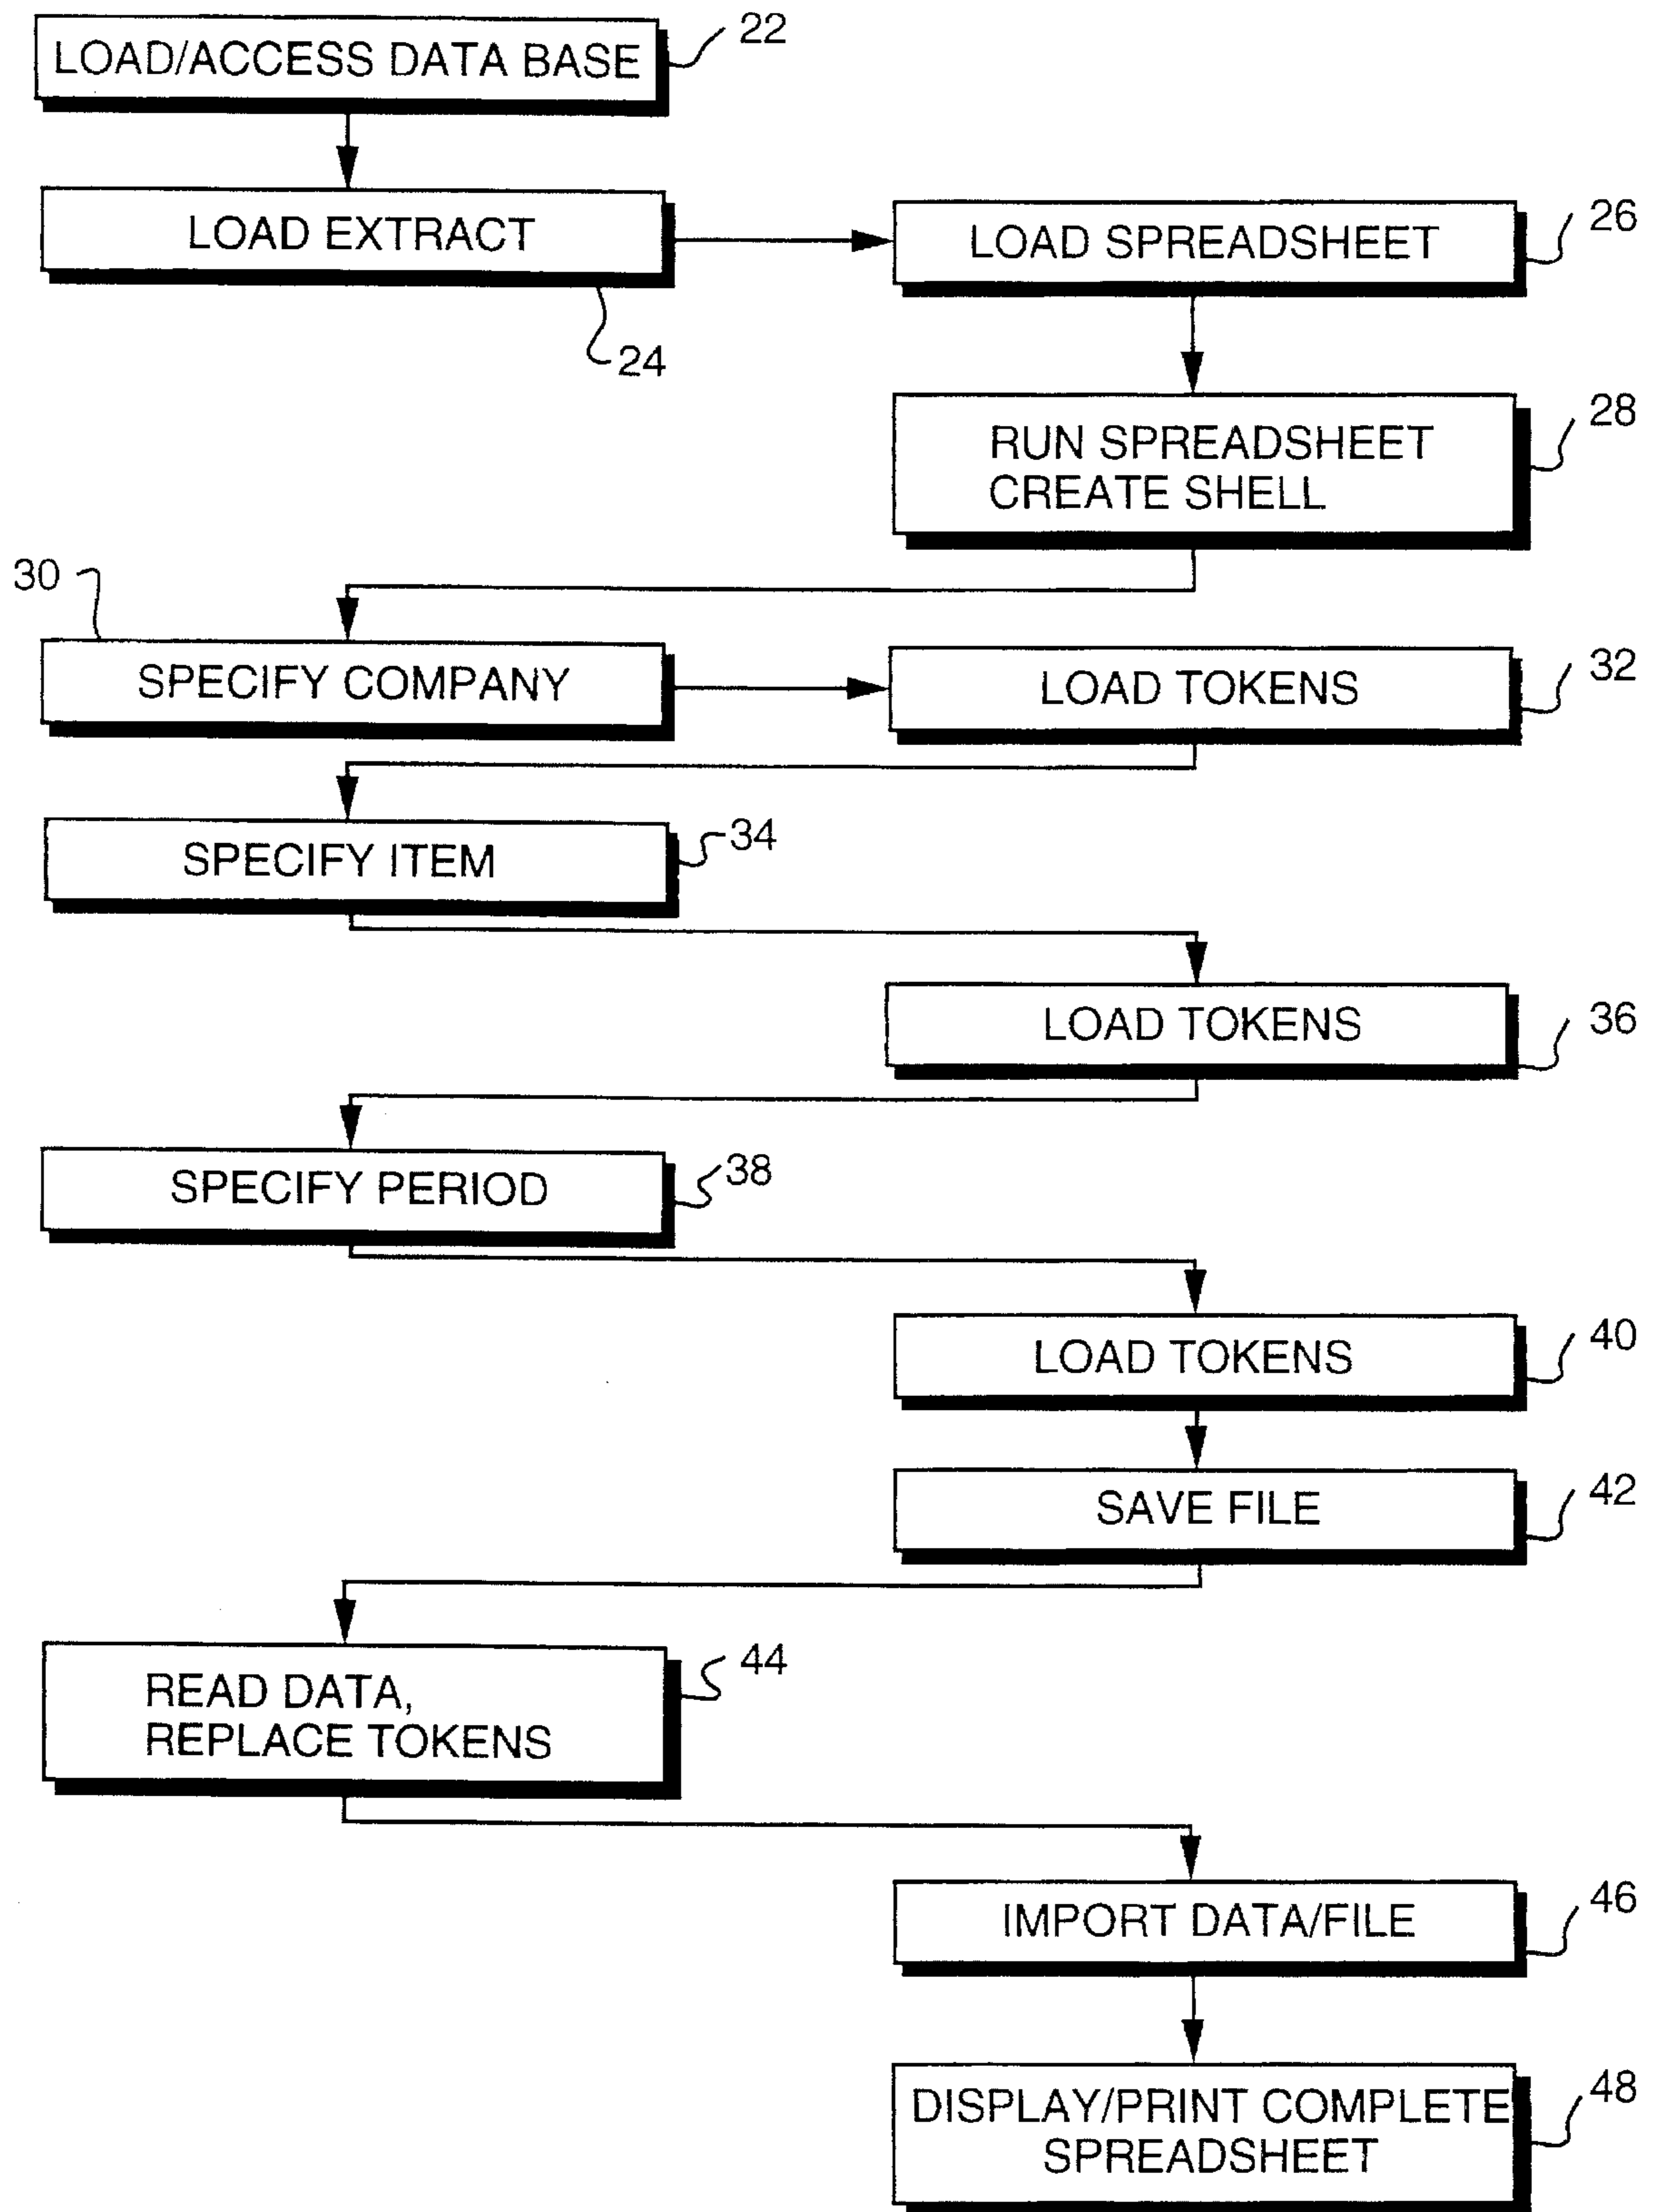 LOAD/ACCESS DATA BASE
22
LOAD EXTRACT
24
LOAD SPREADSHEET
26
RUN SPREADSHEET
CREATE SHELL
28
30
SPECIFY COMPANY
LOAD TOKENS
32
SPECIFY ITEM
34
LOAD TOKENS
36
SPECIFY PERIOD
38
LOAD TOKENS
40
SAVE FILE
42
READ DATA,
REPLACE TOKENS
44
IMPORT DATA/FILE
46
DISPLAY/PRINT COMPLETE
SPREADSHEET
48